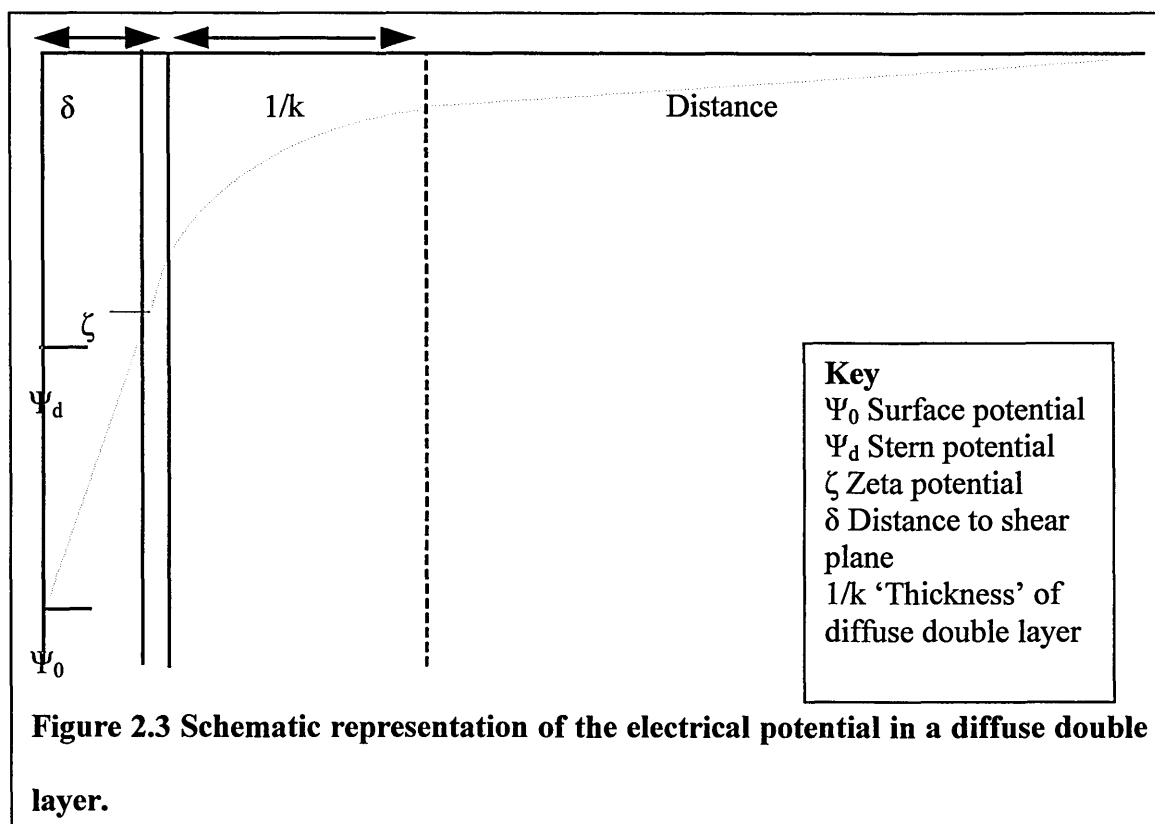 δ
1/k
Distance
ζ
Ψd
Ψ0
Key
Ψ0 Surface potential
Ψd Stern potential
ζ Zeta potential
δ Distance to shear
plane
1/k ‘Thickness’ of
diffuse double layer
Figure 2.3 Schematic representation of the electrical potential in a diffuse double
layer.